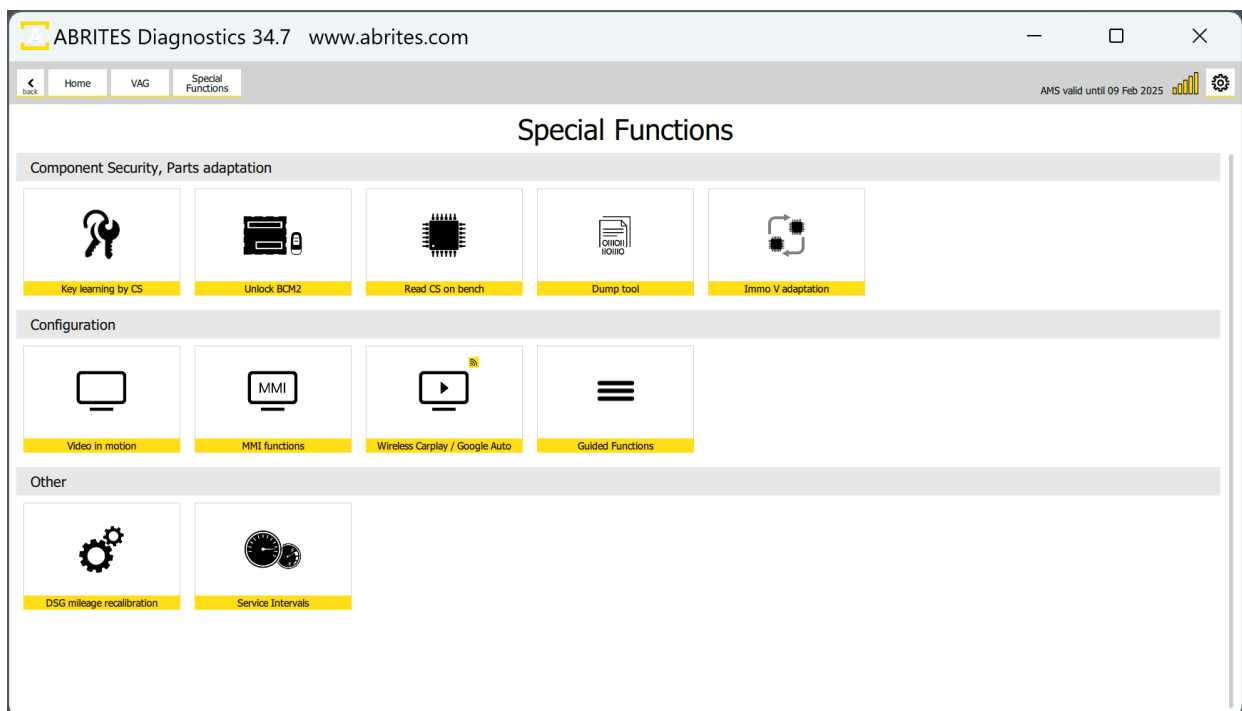 ABRITES Diagnostics 34.7 www.abrites.com
back
Home
VAG
Special
Functions
AMS valid until 09 Feb 2025
Special Functions
Component Security, Parts adaptation
Key learning by CS
Unlock BCM2
Read CS on bench
OIIIOII
IIOIIIO
Dump tool
Immo V adaptation
Configuration
Video in motion
MMI
MMI functions
Wireless Carplay / Google Auto
Guided Functions
Other
DSG mileage recalibration
Service Intervals